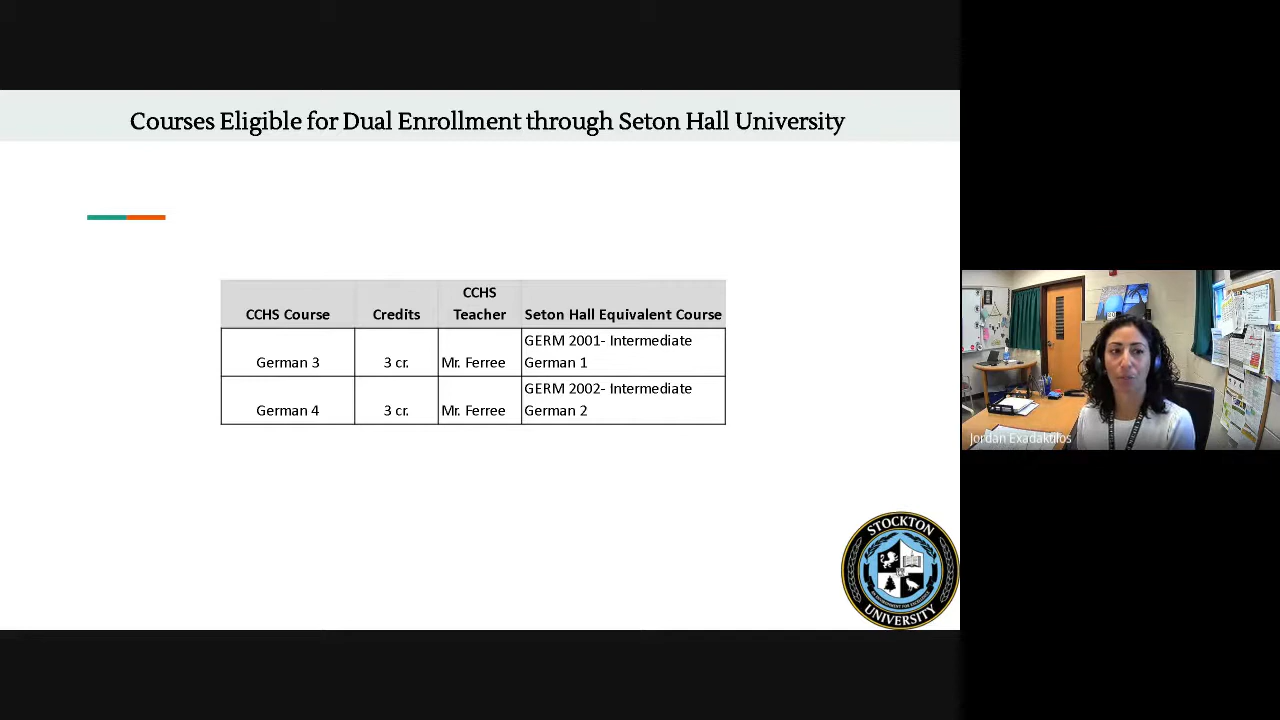 Courses Eligible for Dual Enrollment through Seton Hall University
CCHS Course
Credits
CCHS
Teacher
Seton Hall Equivalent Course
German 3
3 cr.
Mr. Ferree
GERM 2001- Intermediate
German 1
German 4
3 cr.
Mr. Ferree
GERM 2002- Intermediate
German 2
STOCKTON
UNIVERSITY
Jordan Exadaktilos